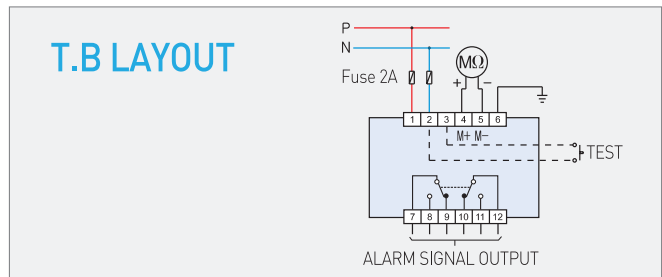 T.B LAYOUT
P
N
Fuse 2A
MΩ
+ −
1 2 3 4 5 6
M+ M−
TEST
7 8 9 10 11 12
ALARM SIGNAL OUTPUT